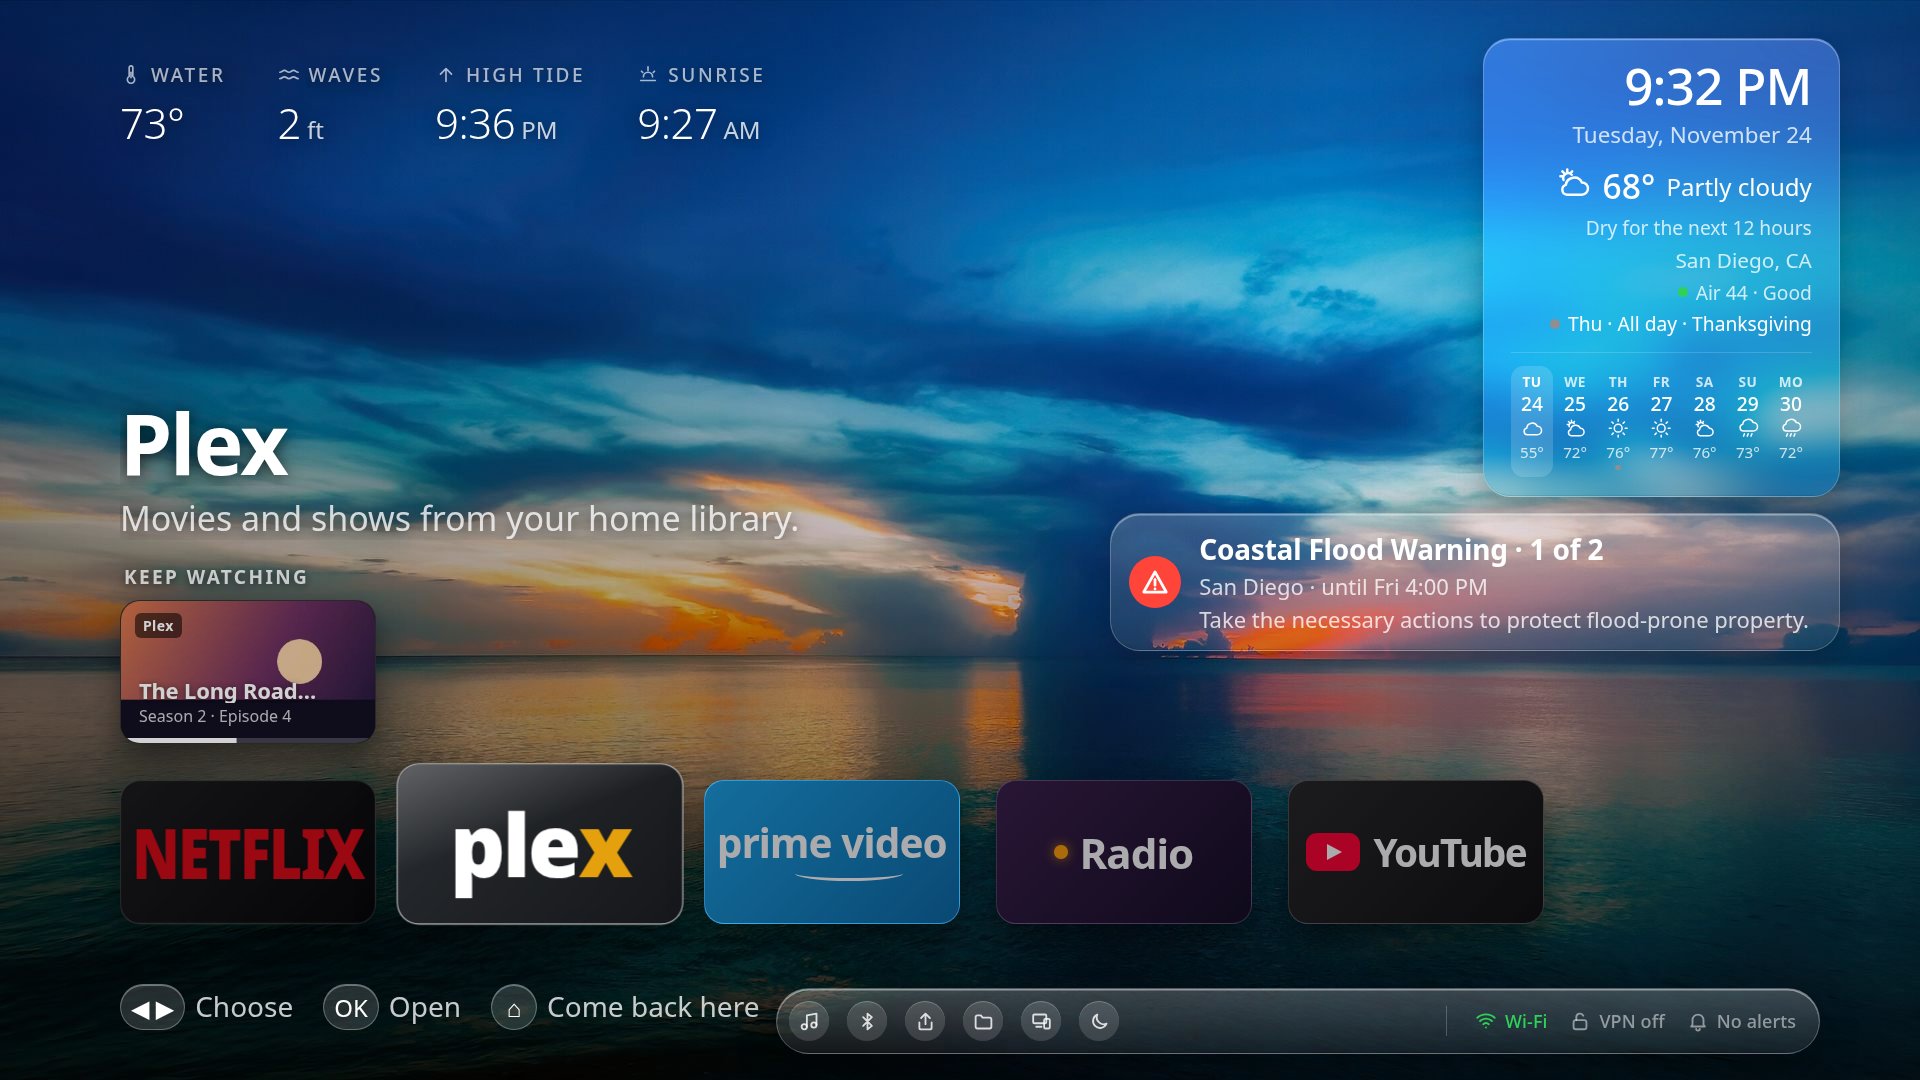 WATER
73°
WAVES
2 ft
HIGH TIDE
9:36 PM
SUNRISE
9:27 AM
9:32 PM
Tuesday, November 24
68° Partly cloudy
Dry for the next 12 hours
San Diego, CA
Air 44 · Good
Thu · All day · Thanksgiving
TU WE TH FR SA SU MO
24 25 26 27 28 29 30
55° 72° 76° 77° 76° 73° 72°
Plex
Movies and shows from your home library.
Coastal Flood Warning · 1 of 2
San Diego · until Fri 4:00 PM
Take the necessary actions to protect flood-prone property.
KEEP WATCHING
Plex
The Long Road...
Season 2 · Episode 4
NETFLIX
plex
prime video
Radio
YouTube
Choose
OK Open
Come back here
Wi-Fi
VPN off
No alerts